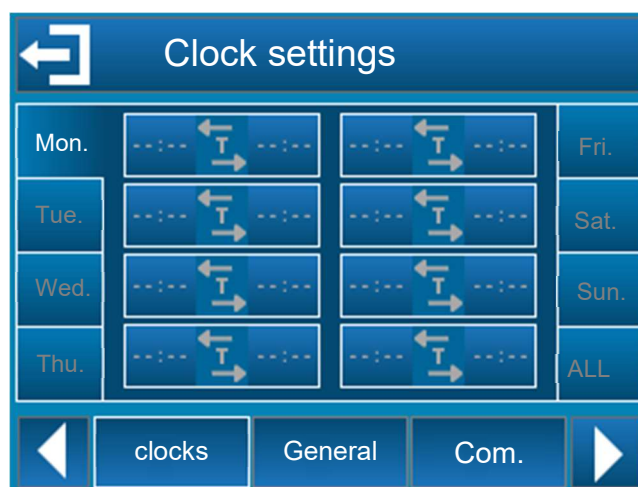 Clock settings
Mon. --:-- T --:-- --:-- T --:-- Fri.
Tue. --:-- T --:-- --:-- T --:-- Sat.
Wed. --:-- T --:-- --:-- T --:-- Sun.
Thu. --:-- T --:-- --:-- T --:-- ALL
clocks General Com.